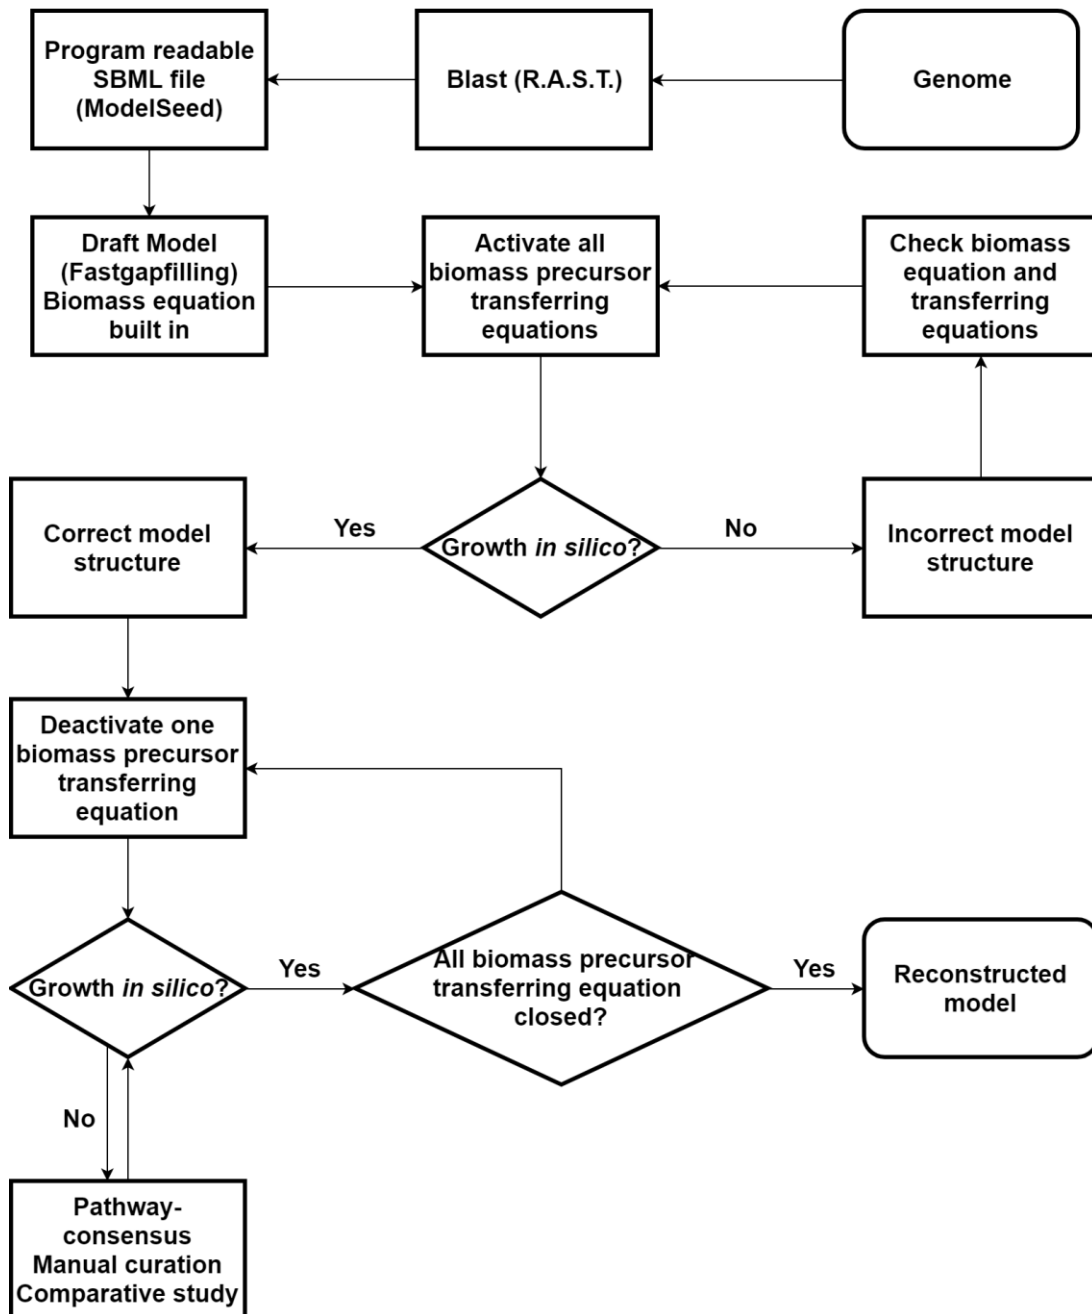 Program readable
SBML file
(ModelSeed)
Blast (R.A.S.T.)
Genome
Draft Model
(Fastgapfilling)
Biomass equation
built in
Activate all
biomass precursor
transferring
equations
Check biomass
equation and
transferring
equations
Correct model
structure
Yes
Growth in silico?
No
Incorrect model
structure
Deactivate one
biomass precursor
transferring
equation
Growth in silico?
Yes
All biomass precursor
transferring equation
closed?
Yes
Reconstructed
model
No
Pathway-
consensus
Manual curation
Comparative study